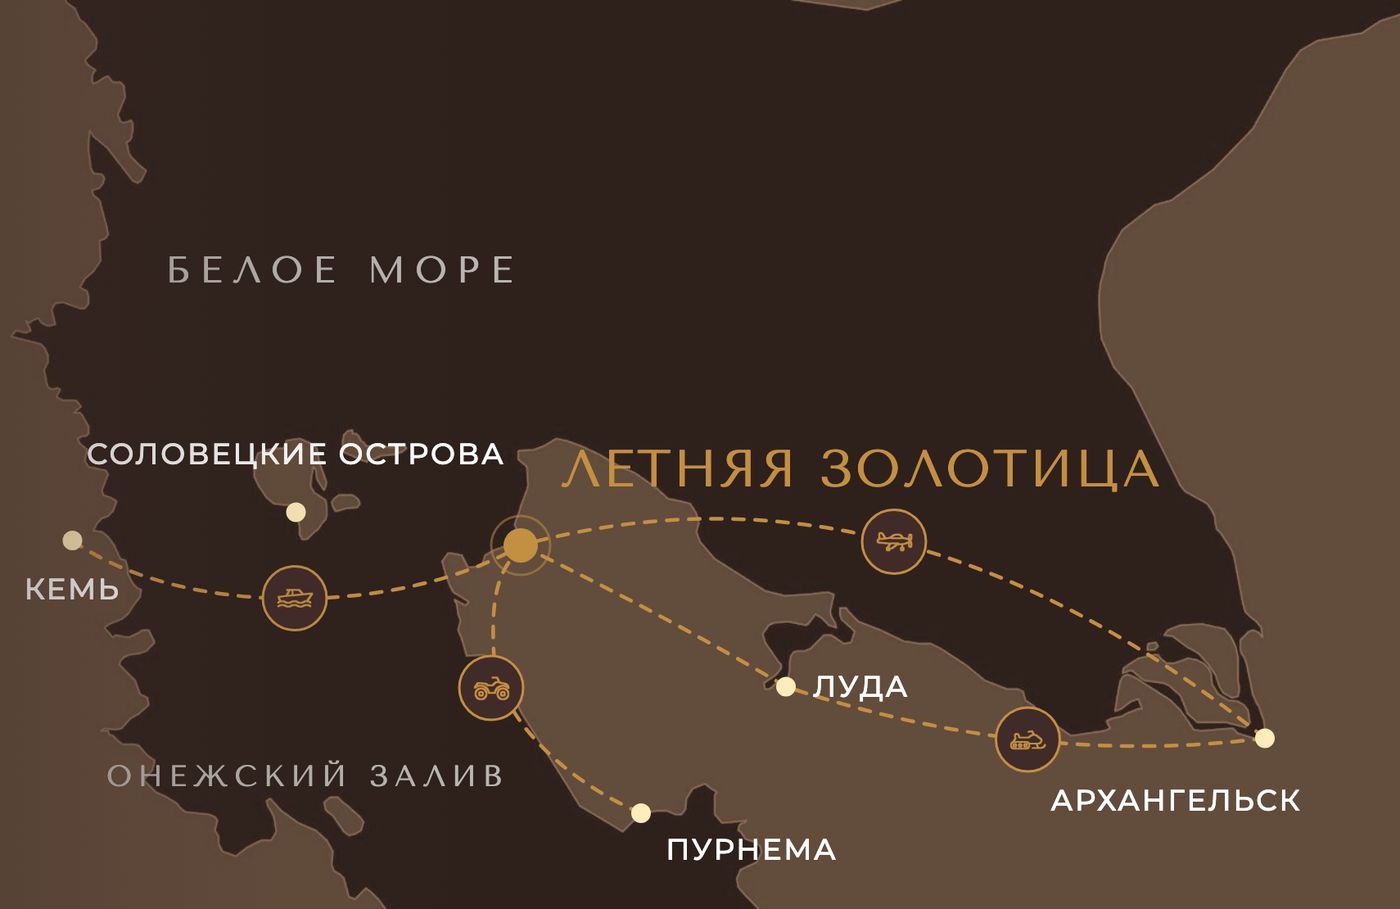 БЕЛОЕ МОРЕ
СОЛОВЕЦКИЕ ОСТРОВА
ЛЕТНЯЯ ЗОЛОТИЦА
КЕМЬ
ЛУДА
ОНЕЖСКИЙ ЗАЛИВ
АРХАНГЕЛЬСК
ПУРНЕМА